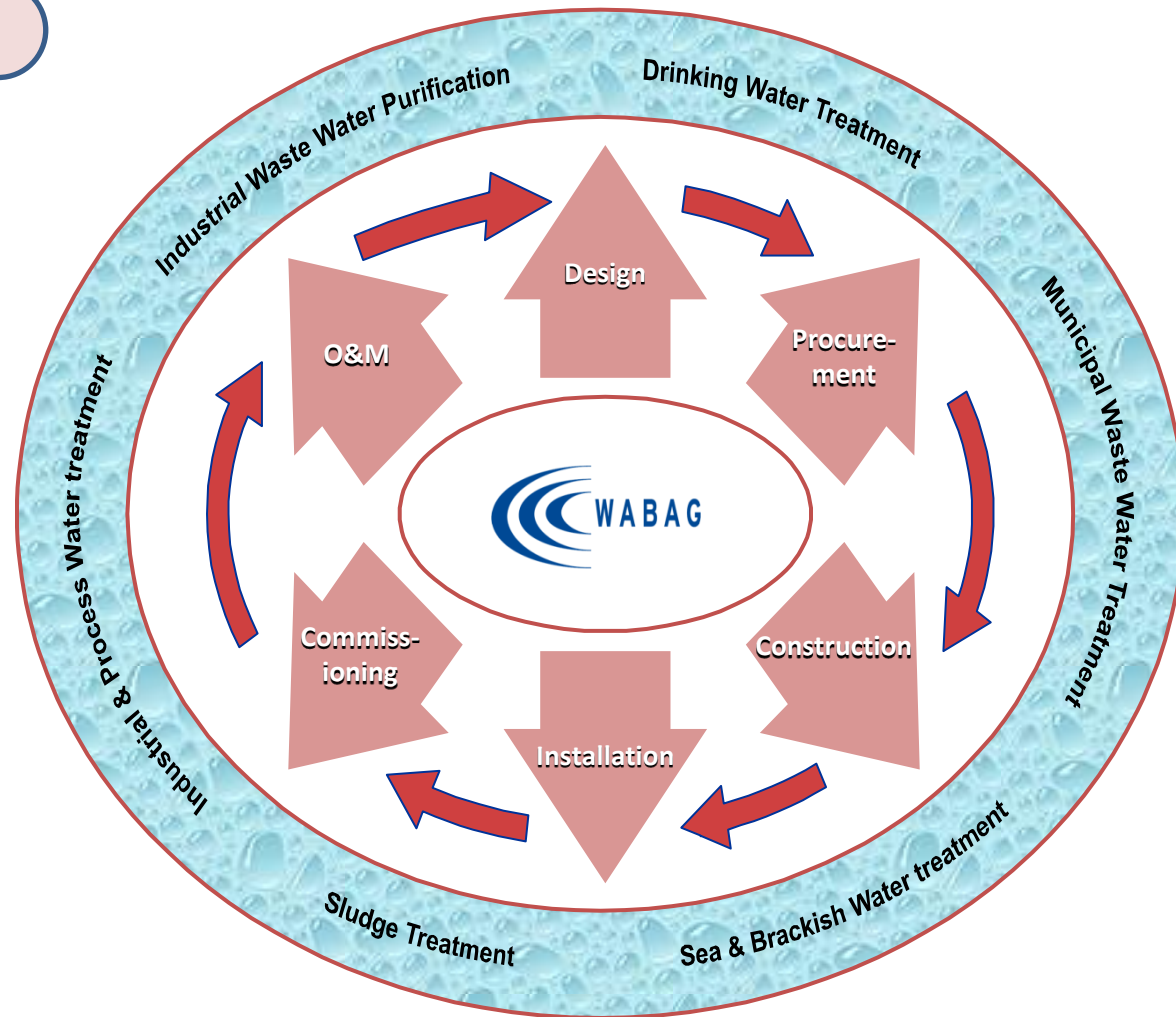 Industrial Waste Water Purification
Drinking Water Treatment
Municipal Waste Water Treatment
Sea & Brackish Water treatment
Sludge Treatment
Industrial & Process Water treatment
Design
Procure-
ment
Construction
Installation
Commiss-
ioning
O&M
WABAG